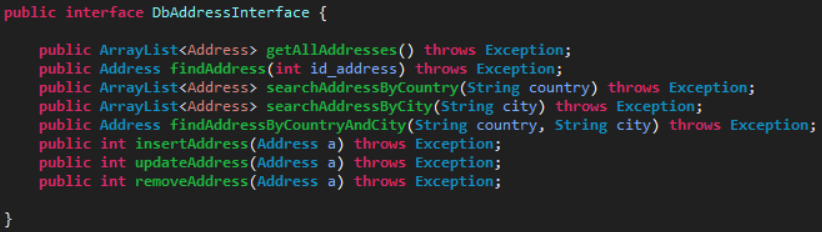 public interface DbAddressInterface {
public ArrayList<Address> getAllAddresses() throws Exception;
public Address findAddress(int id_address) throws Exception;
public ArrayList<Address> searchAddressByCountry(String country) throws Exception;
public ArrayList<Address> searchAddressByCity(String city) throws Exception;
public Address findAddressByCountryAndCity(String country, String city) throws Exception;
public int insertAddress(Address a) throws Exception;
public int updateAddress(Address a) throws Exception;
public int removeAddress(Address a) throws Exception;
}